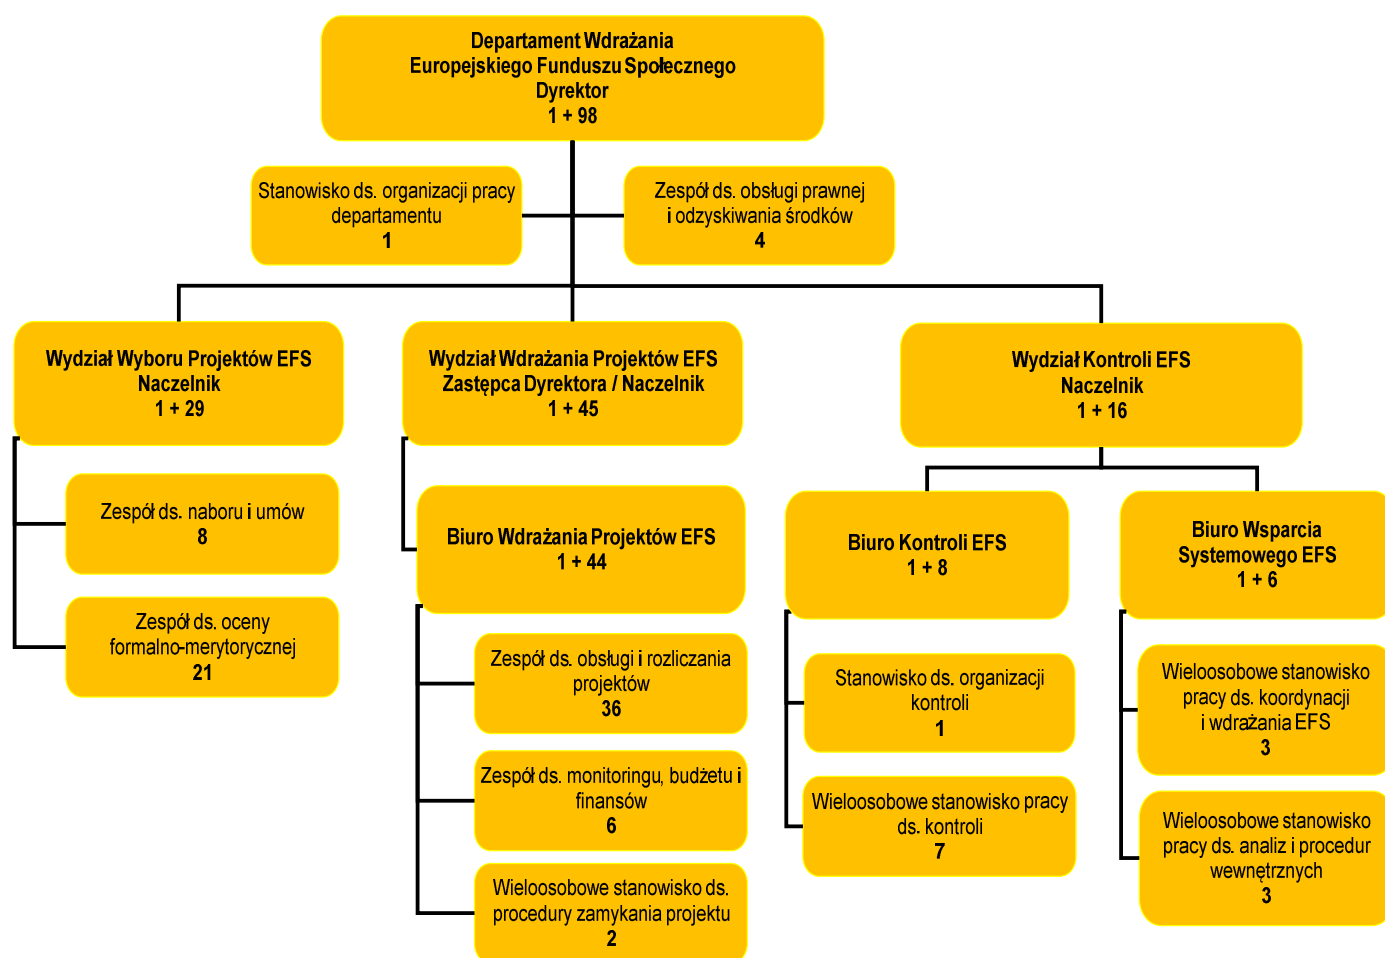 Departament Wdrażania
Europejskiego Funduszu Społecznego
Dyrektor
1 + 98
Stanowisko ds. organizacji pracy
departamentu
1
Zespół ds. obsługi prawnej
i odzyskiwania środków
4
Wydział Wyboru Projektów EFS
Naczelnik
1 + 29
Wydział Wdrażania Projektów EFS
Zastępca Dyrektora / Naczelnik
1 + 45
Wydział Kontroli EFS
Naczelnik
1 + 16
Zespół ds. naboru i umów
8
Zespół ds. oceny
formalno-merytorycznej
21
Biuro Wdrażania Projektów EFS
1 + 44
Zespół ds. obsługi i rozliczania
projektów
36
Zespół ds. monitoringu, budżetu i
finansów
6
Wieloosobowe stanowisko ds.
procedury zamykania projektu
2
Biuro Kontroli EFS
1 + 8
Stanowisko ds. organizacji
kontroli
1
Wieloosobowe stanowisko pracy
ds. kontroli
7
Biuro Wsparcia
Systemowego EFS
1 + 6
Wieloosobowe stanowisko
pracy ds. koordynacji
i wdrażania EFS
3
Wieloosobowe stanowisko
pracy ds. analiz i procedur
wewnętrznych
3